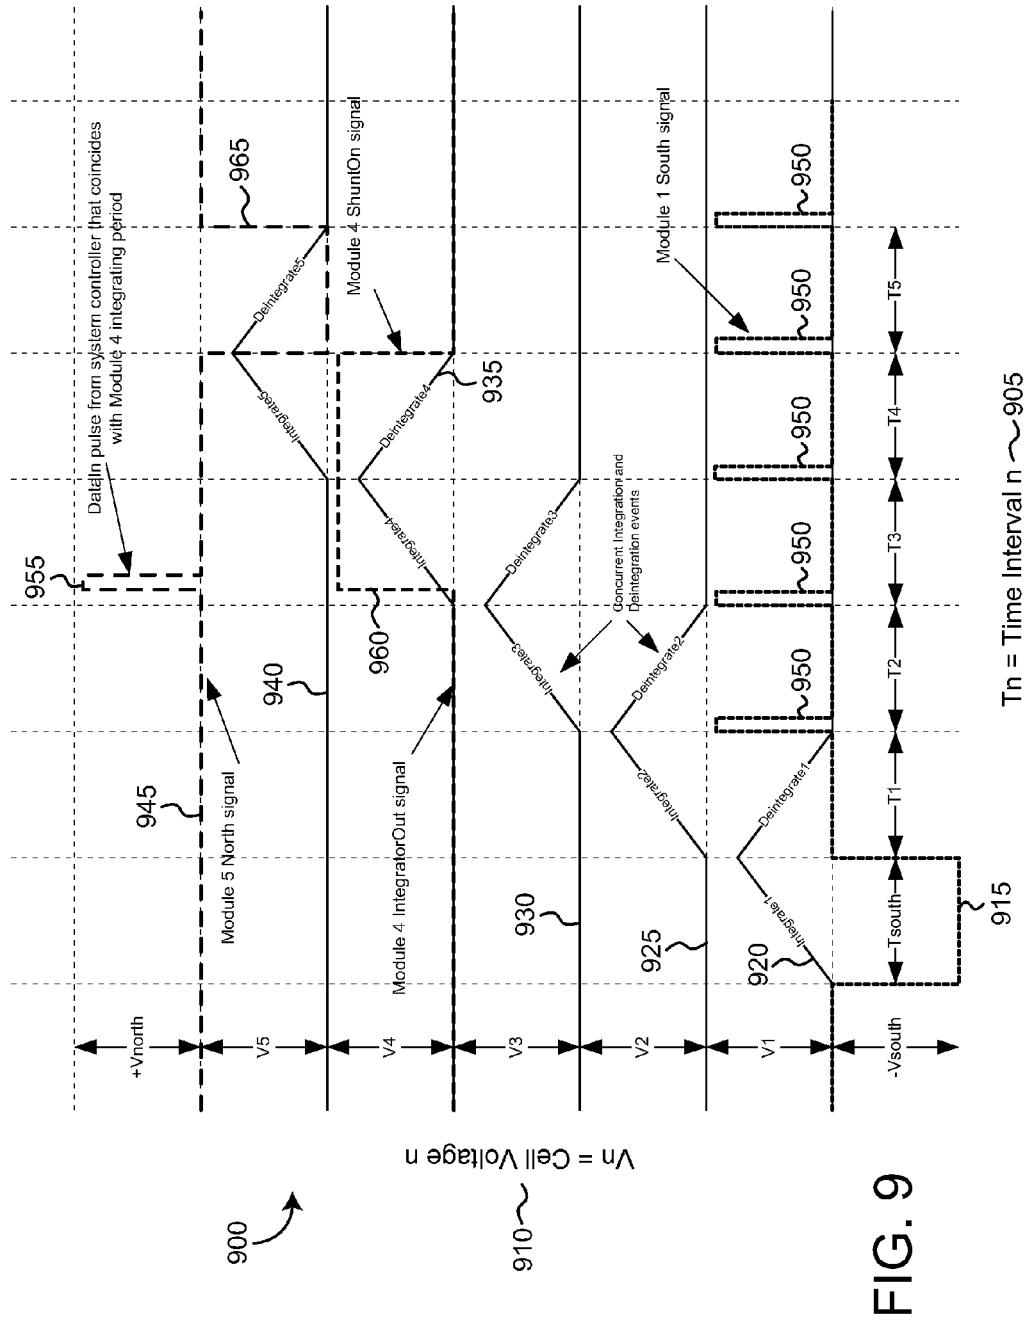 900
910
Vn = Cell Voltage n
+Vnorth
V5
V4
V3
V2
V1
-Vsouth
955
DataIn pulse from system controller that coincides
with Module 4 integrating period
945
Module 5 North signal
940
965
Integrate5
Deintegrate5
Module 4 ShuntOn signal
960
Integrate4
Deintegrate4
935
Module 4 IntegratorOut signal
930
Integrate3
Deintegrate3
Concurrent Integration and
Deintegration events
925
Integrate2
Deintegrate2
Module 1 South signal
920
Integrate1
Deintegrate1
950
950
950
950
950
Tsouth
T1
T2
T3
T4
T5
915
Tn = Time Interval n
905
FIG. 9